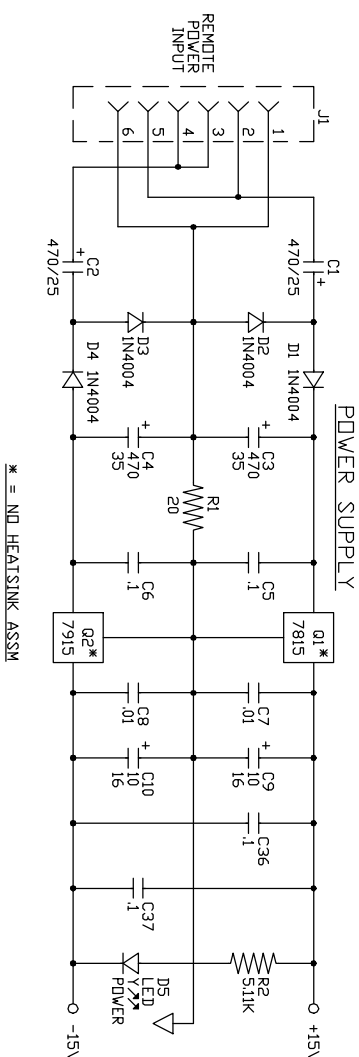 POWER SUPPLY
J1
REMOTE
POWER
INPUT
1
2
3
4
5
6
C1
470/25
+
+
C2
470/25
D1 1N4004
D2
1N4004
D3
1N4004
D4 1N4004
+
C3
470
35
+
C4
470
35
R1
20
C5
.1
C6
.1
Q1*
7815
Q2*
7915
C7
.01
C8
.01
+
C9
10
16
+
C10
10
16
C36
.1
C37
.1
R2
5.11K
D5
LED
Y
POWER
+15\
-15\
* = NO HEATSINK ASSM